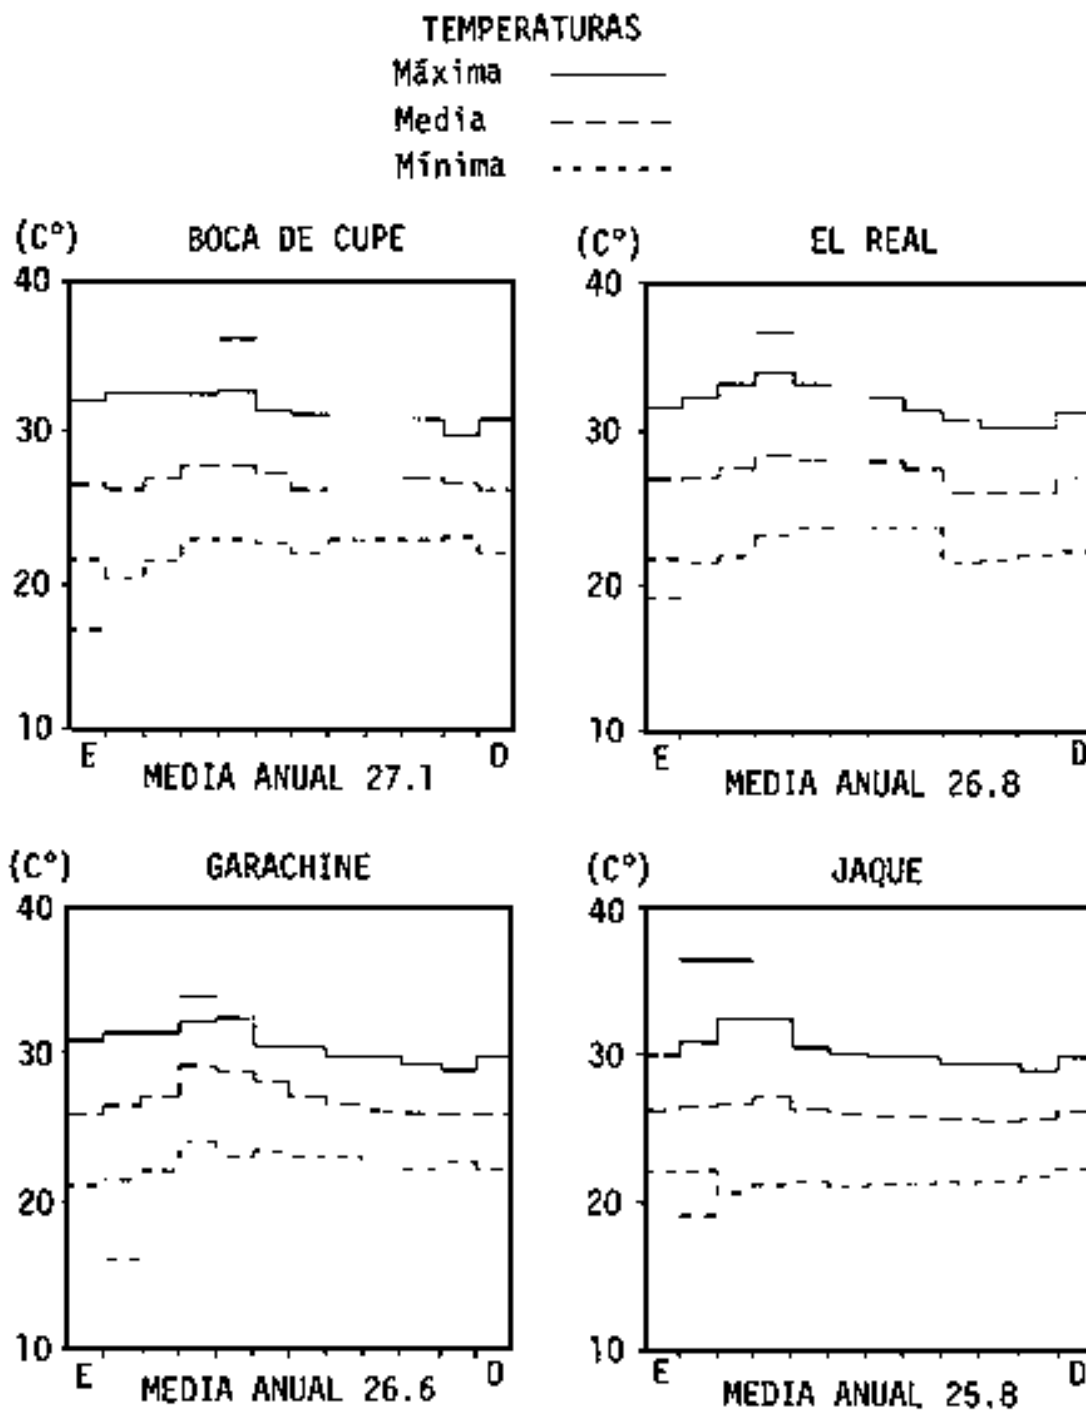 TEMPERATURAS
Máxima
Media
Mínima
(C°) BOCA DE CUPE
40
30
20
10
E D
MEDIA ANUAL 27.1
(C°) EL REAL
40
30
20
10
E D
MEDIA ANUAL 26.8
(C°) GARACHINE
40
30
20
10
E D
MEDIA ANUAL 26.6
(C°) JAQUE
40
30
20
10
E D
MEDIA ANUAL 25.8